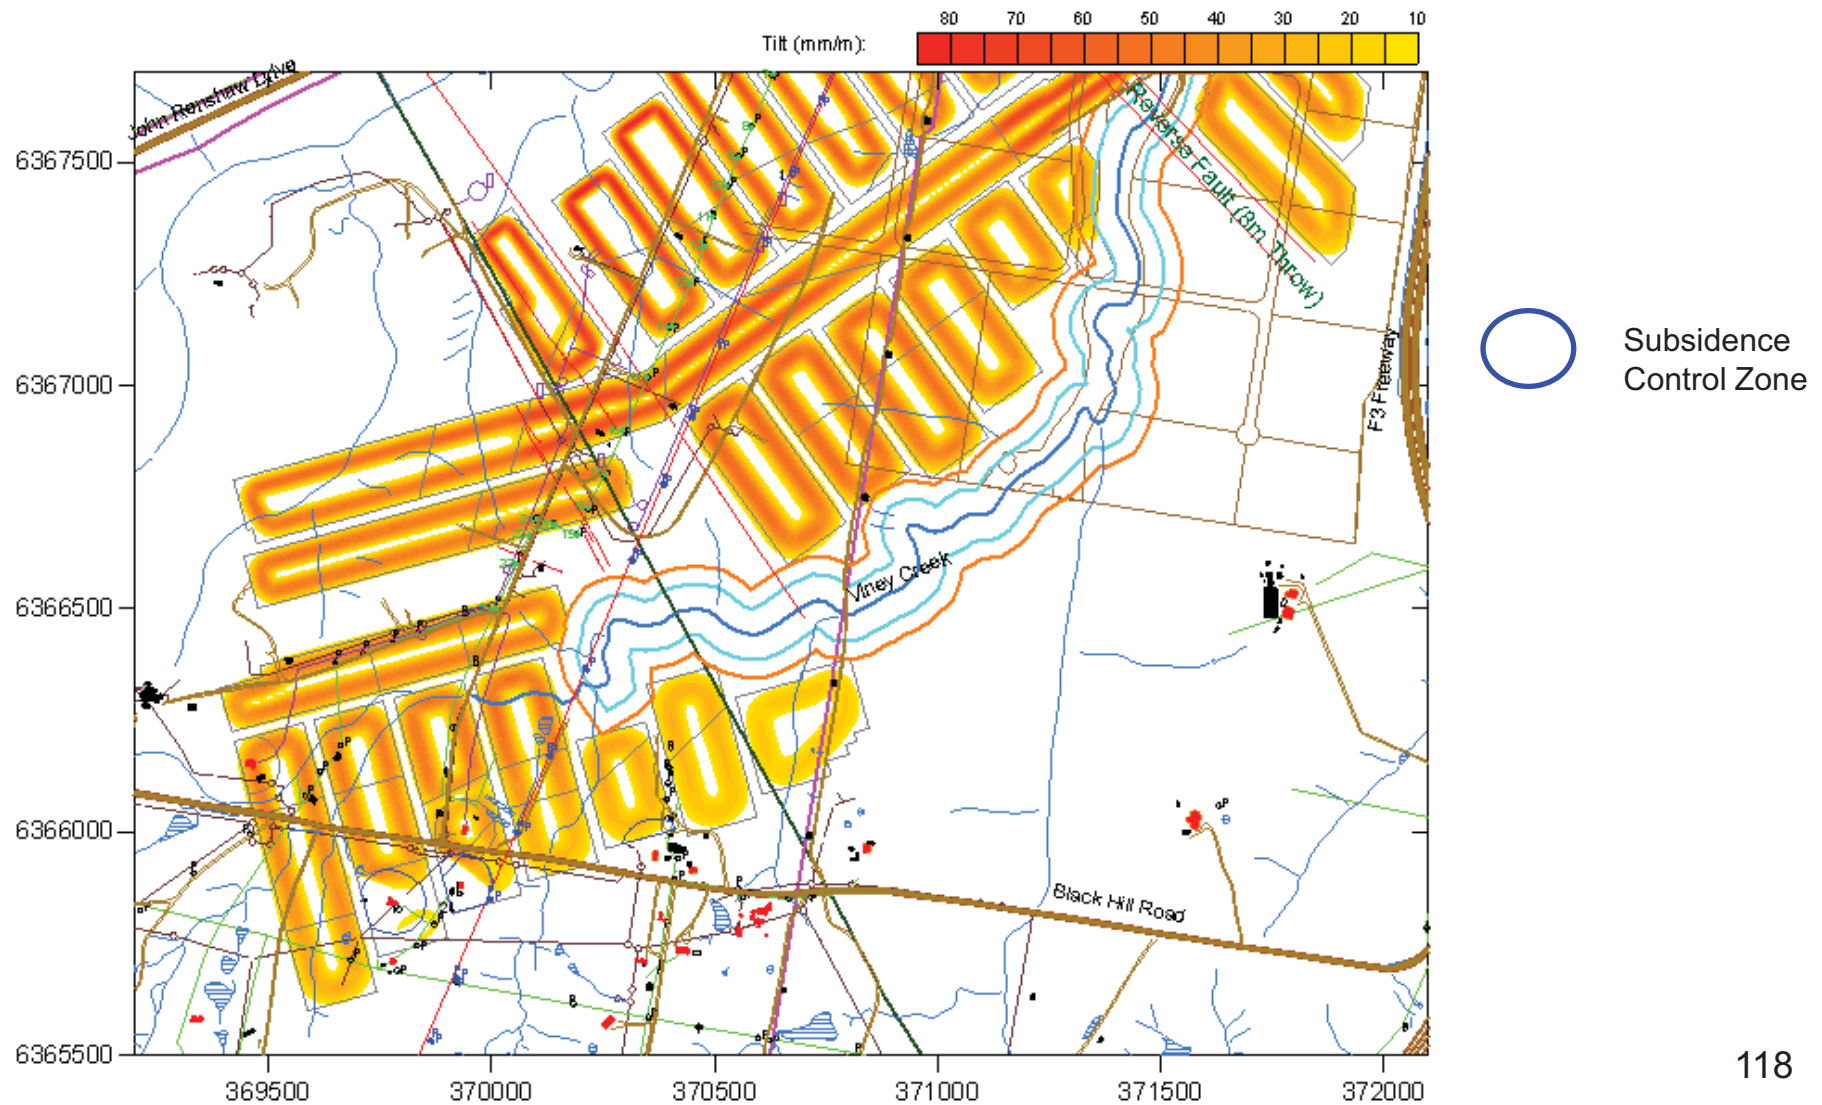 80 70 60 50 40 30 20 10
Tilt (mm/m):
John Renshaw Drive
Reverse Fault (8m Throw)
6367500
Subsidence
Control Zone
F3 Freeway
6367000
Viney Creek
6366500
6366000
Black Hill Road
6365500
118
369500 370000 370500 371000 371500 372000